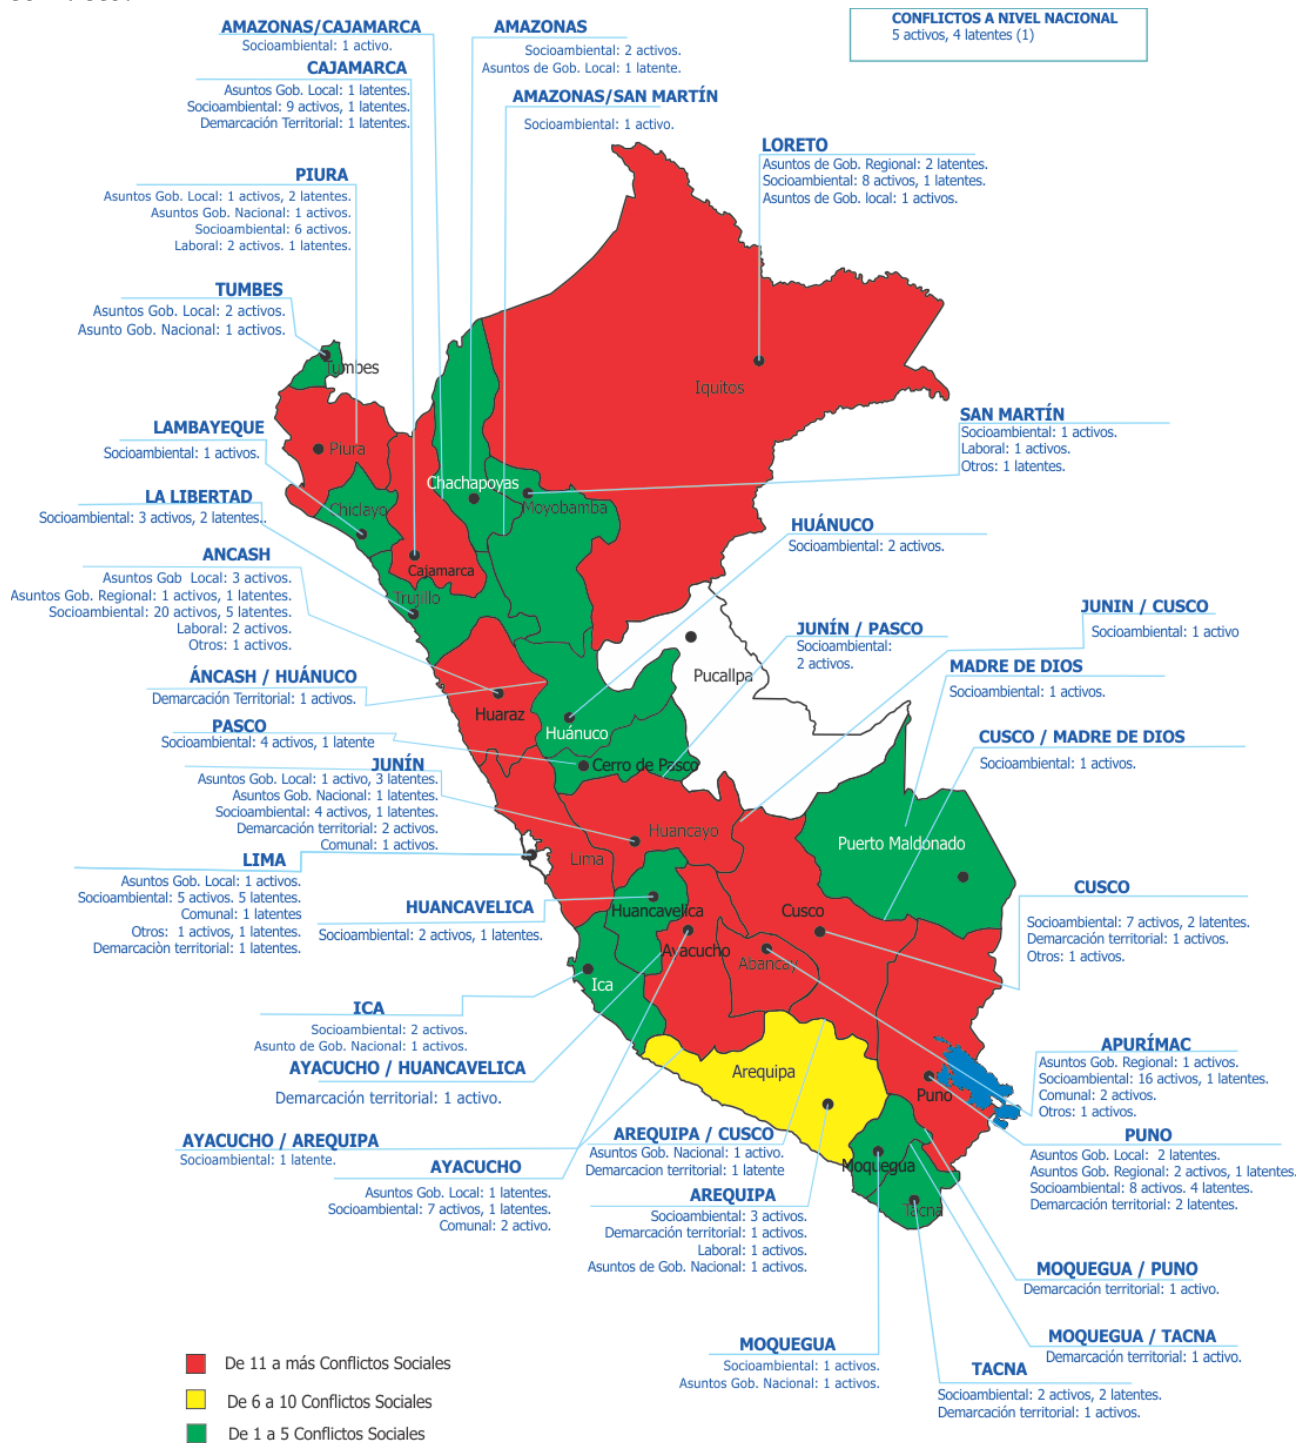 CONFLICTOS A NIVEL NACIONAL
5 activos, 4 latentes (1)
AMAZONAS/CAJAMARCA
Socioambiental: 1 activo.
AMAZONAS
Socioambiental: 2 activos.
Asuntos de Gob. Local: 1 latente.
CAJAMARCA
Asuntos Gob. Local: 1 latentes.
Socioambiental: 9 activos, 1 latentes.
Demarcación Territorial: 1 latentes.
AMAZONAS/SAN MARTÍN
Socioambiental: 1 activo.
LORETO
Asuntos de Gob. Regional: 2 latentes.
Socioambiental: 8 activos, 1 latentes.
Asuntos de Gob. local: 1 activos.
PIURA
Asuntos Gob. Local: 1 activos, 2 latentes.
Asuntos Gob. Nacional: 1 activos.
Socioambiental: 6 activos.
Laboral: 2 activos. 1 latentes.
TUMBES
Asuntos Gob. Local: 2 activos.
Asunto Gob. Nacional: 1 activos.
Tumbes
Iquitos
LAMBAYEQUE
Socioambiental: 1 activos.
Piura
SAN MARTÍN
Socioambiental: 1 activos.
Laboral: 1 activos.
Otros: 1 latentes.
Chachapoyas
Moyobamba
LA LIBERTAD
Socioambiental: 3 activos, 2 latentes..
Chiclayo
HUÁNUCO
Socioambiental: 2 activos.
ANCASH
Asuntos Gob Local: 3 activos.
Asuntos Gob. Regional: 1 activos, 1 latentes.
Socioambiental: 20 activos, 5 latentes.
Laboral: 2 activos.
Otros: 1 activos.
Cajamarca
Trujillo
JUNIN / CUSCO
Socioambiental: 1 activo
JUNÍN / PASCO
Socioambiental:
2 activos.
MADRE DE DIOS
Socioambiental: 1 activos.
Pucallpa
ÁNCASH / HUÁNUCO
Demarcación Territorial: 1 activos.
Huaraz
Huánuco
PASCO
Socioambiental: 4 activos, 1 latente
CUSCO / MADRE DE DIOS
Socioambiental: 1 activos.
Cerro de Pasco
JUNÍN
Asuntos Gob. Local: 1 activo, 3 latentes.
Asuntos Gob. Nacional: 1 latentes.
Socioambiental: 4 activos, 1 latentes.
Demarcación territorial: 2 activos.
Comunal: 1 activos.
Huancayo
Puerto Maldonado
LIMA
Asuntos Gob. Local: 1 activos.
Socioambiental: 5 activos. 5 latentes.
Comunal: 1 latentes
Otros: 1 activos, 1 latentes.
Demarcaciòn territorial: 1 latentes.
Lima
HUANCAVELICA
Socioambiental: 2 activos, 1 latentes.
Huancavelica
Cusco
CUSCO
Socioambiental: 7 activos, 2 latentes.
Demarcación territorial: 1 activos.
Otros: 1 activos.
Ayacucho
Abancay
Ica
ICA
Socioambiental: 2 activos.
Asunto de Gob. Nacional: 1 activos.
APURÍMAC
Asuntos Gob. Regional: 1 activos.
Socioambiental: 16 activos, 1 latentes.
Comunal: 2 activos.
Otros: 1 activos.
AYACUCHO / HUANCAVELICA
Demarcación territorial: 1 activo.
Arequipa
Puno
AYACUCHO / AREQUIPA
Socioambiental: 1 latente.
AREQUIPA / CUSCO
Asuntos Gob. Nacional: 1 activo.
Demarcacion territorial: 1 latente
PUNO
Asuntos Gob. Local: 2 latentes.
Asuntos Gob. Regional: 2 activos, 1 latentes.
Socioambiental: 8 activos. 4 latentes.
Demarcación territorial: 2 latentes.
AYACUCHO
Asuntos Gob. Local: 1 latentes.
Socioambiental: 7 activos, 1 latentes.
Comunal: 2 activo.
Moquegua
Tacna
AREQUIPA
Socioambiental: 3 activos.
Demarcación territorial: 1 activos.
Laboral: 1 activos.
Asuntos de Gob. Nacional: 1 activos.
MOQUEGUA / PUNO
Demarcación territorial: 1 activo.
MOQUEGUA / TACNA
Demarcación territorial: 1 activo.
MOQUEGUA
Socioambiental: 1 activos.
Asuntos Gob. Nacional: 1 activos.
TACNA
Socioambiental: 2 activos, 2 latentes.
Demarcación territorial: 1 activos.
De 11 a más Conflictos Sociales
De 6 a 10 Conflictos Sociales
De 1 a 5 Conflictos Sociales